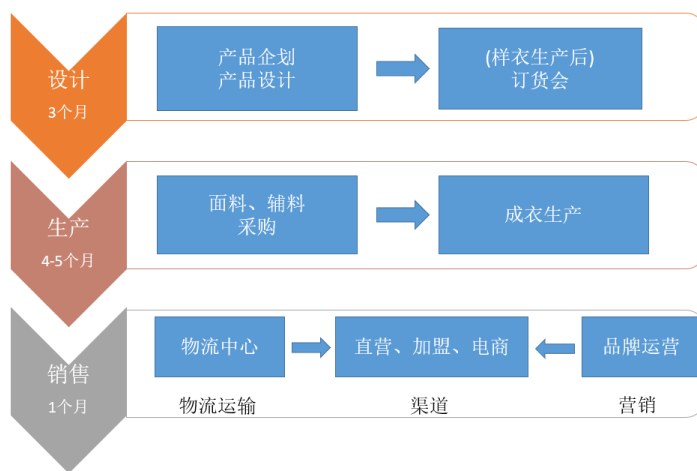 设计
3个月
产品企划
产品设计
(样衣生产后)
订货会
生产
4-5个月
面料、辅料
采购
成衣生产
销售
1个月
物流中心
直营、加盟、电商
品牌运营
物流运输
渠道
营销